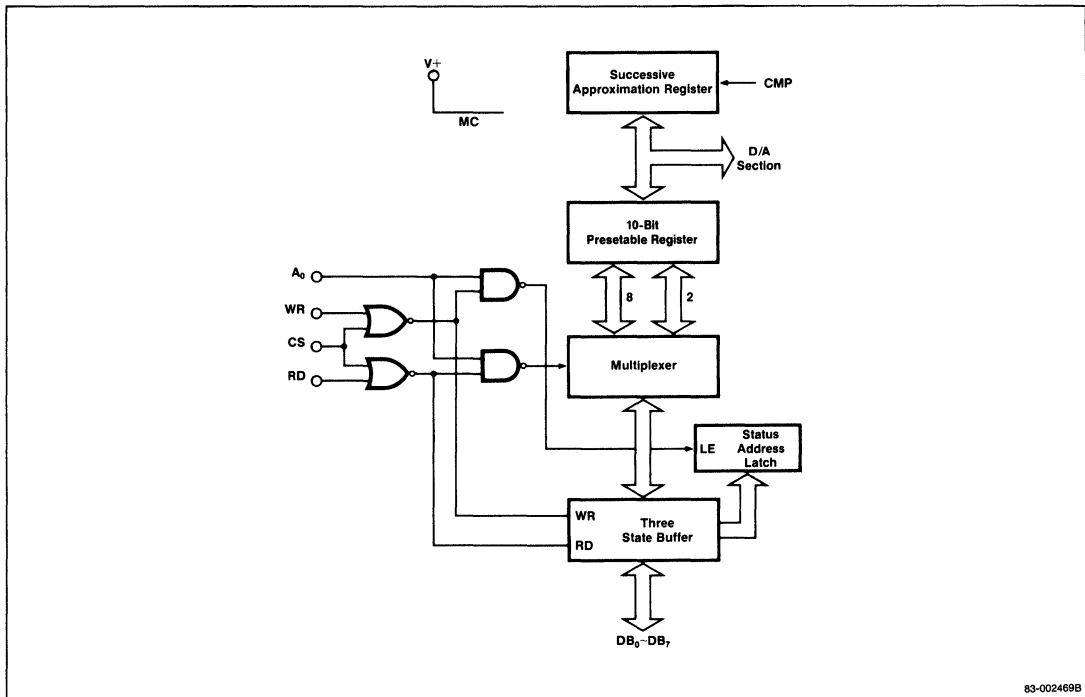 V+
MC
Successive
Approximation Register
CMP
D/A
Section
10-Bit
Presetable Register
A₀
WR
CS
RD
8
2
Multiplexer
LE
Status
Address
Latch
WR
RD
Three
State Buffer
DB₀~DB₇
83-002469B